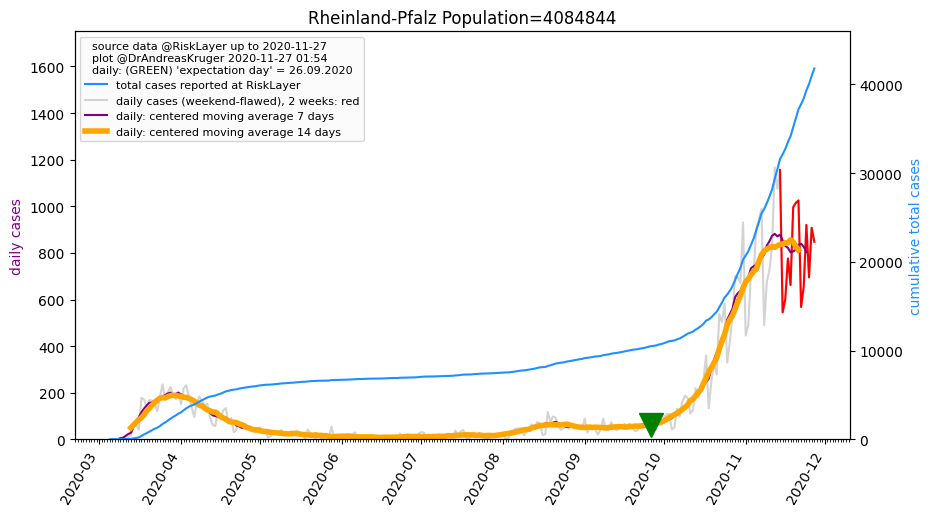 Rheinland-Pfalz Population=4084844
source data @RiskLayer up to 2020-11-27
plot @DrAndreasKruger 2020-11-27 01:54
daily: (GREEN) 'expectation day' = 26.09.2020
total cases reported at RiskLayer
daily cases (weekend-flawed), 2 weeks: red
daily: centered moving average 7 days
daily: centered moving average 14 days
daily cases
1600
1400
1200
1000
800
600
400
200
0
cumulative total cases
40000
30000
20000
10000
0
2020-03
2020-04
2020-05
2020-06
2020-07
2020-08
2020-09
2020-10
2020-11
2020-12